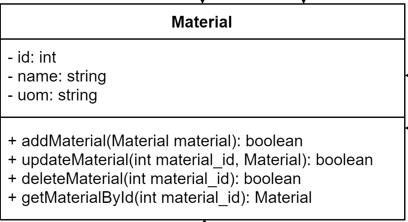 Material
- id: int
- name: string
- uom: string
+ addMaterial(Material material): boolean
+ updateMaterial(int material_id, Material): boolean
+ deleteMaterial(int material_id): boolean
+ getMaterialById(int material_id): Material